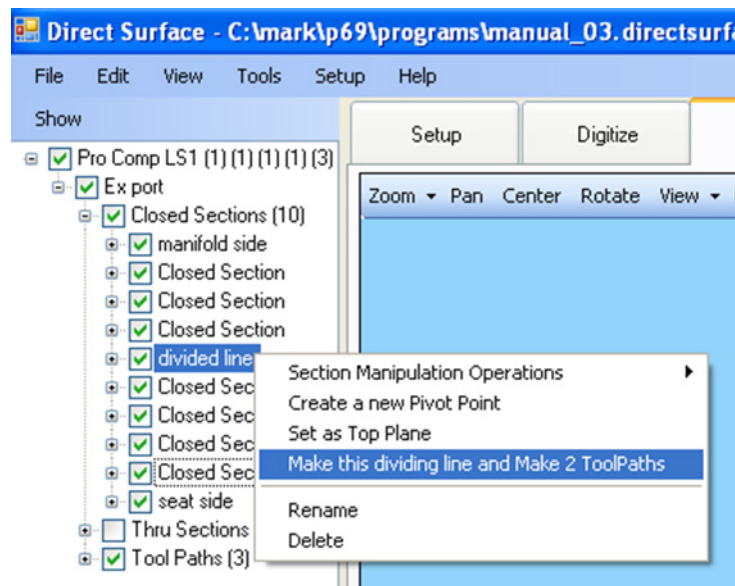 Direct Surface - C:\mark\p69\programs\manual_03.directsurfa
File Edit View Tools Setup Help
Show
Setup Digitize
Zoom Pan Center Rotate View
Pro Comp LS1 (1) (1) (1) (1) (3)
Ex port
Closed Sections (10)
manifold side
Closed Section
Closed Section
Closed Section
divided line
Closed Sec
Closed Sec
Closed Sec
Closed Sec
seat side
Thru Sections
Tool Paths (3)
Section Manipulation Operations
Create a new Pivot Point
Set as Top Plane
Make this dividing line and Make 2 ToolPaths
Rename
Delete